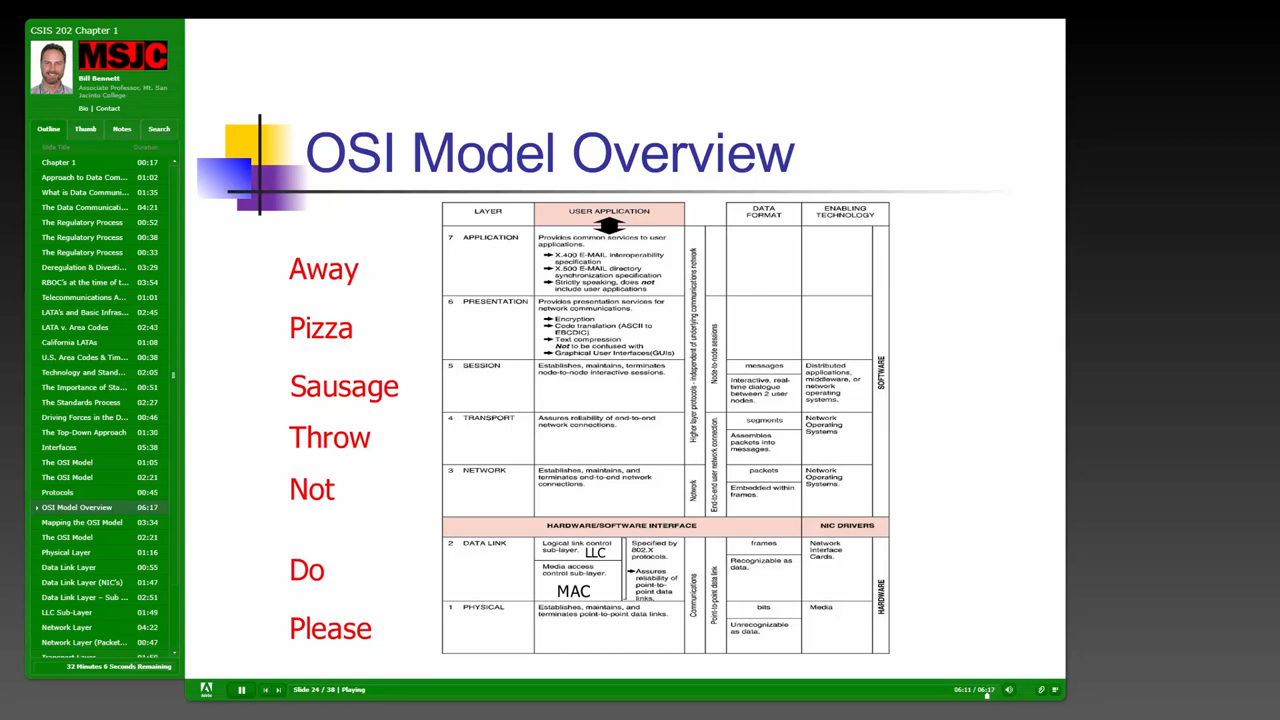 CSIS 202 Chapter 1
MSJC
Bill Bennett
Associate Professor, Mt. San
Jacinto College
Bio | Contact
Outline Thumb Notes Search
Slide Title Duration
Chapter 1 00:17
Approach to Data Com... 01:02
What is Data Communi... 01:35
The Data Communicati... 04:21
The Regulatory Process 00:52
The Regulatory Process 00:38
The Regulatory Process 00:33
Deregulation & Divesti... 03:29
RBOC's at the time of t... 03:54
Telecommunications A... 01:01
LATA's and Basic Infras... 02:45
LATA v. Area Codes 02:43
California LATAs 00:42
U.S. Area Codes & Tim... 00:38
Technology and Stand... 02:05
The Importance of Sta... 00:51
The Standards Process 02:27
Driving Forces in the D... 00:46
The Top-Down Approach 01:30
Interfaces 05:38
The OSI Model 01:05
The OSI Model 02:21
Protocols 00:45
OSI Model Overview 06:17
Mapping the OSI Model 03:34
The OSI Model 02:21
Physical Layer 01:16
Data Link Layer 00:55
Data Link Layer (NIC's) 01:47
Data Link Layer – Sub ... 02:51
LLC Sub-Layer 01:49
Network Layer 04:22
Network Layer (Packet... 00:47
32 Minutes 6 Seconds Remaining
OSI Model Overview
Away
Pizza
Sausage
Throw
Not
Do
Please
LAYER USER APPLICATION DATA FORMAT ENABLING TECHNOLOGY
7 APPLICATION
Provides common services to user
applications.
X.400 E-MAIL interoperability
specification
X.500 E-MAIL directory
synchronization specification
Strictly speaking, does not
include user applications
6 PRESENTATION
Provides presentation services for
network communications.
Encryption
Code translation (ASCII to
EBCDIC)
Text compression
Not to be confused with
Graphical User Interfaces(GUIs)
5 SESSION
Establishes, maintains, terminates
node-to-node interactive sessions.
messages
Interactive, real-
time dialogue
between 2 user
nodes.
Distributed
applications,
middleware, or
network
operating
systems.
4 TRANSPORT
Assures reliability of end-to-end
network connections.
segments
Assembles
packets into
messages.
Network
Operating
Systems
3 NETWORK
Establishes, maintains, and
terminates end-to-end network
connections.
packets
Embedded within
frames.
Network
Operating
Systems.
Higher layer protocols - independent of underlying communications network
Node-to-node sessions
Network
End-to-end user network connection.
SOFTWARE
HARDWARE/SOFTWARE INTERFACE NIC DRIVERS
2 DATA LINK
Logical link control
sub-layer. LLC
Media access
control sub-layer.
MAC
Specified by
802.X
protocols.
Assures
reliability of
point-to-
point data
links.
frames
Recognizable as
data.
Network
Interface
Cards.
1 PHYSICAL
Establishes, maintains, and
terminates point-to-point data links.
bits
Unrecognizable
as data.
Media
Communications
Point-to-point data link
HARDWARE
Adobe
Slide 24 / 38 | Playing
06:11 / 06:17